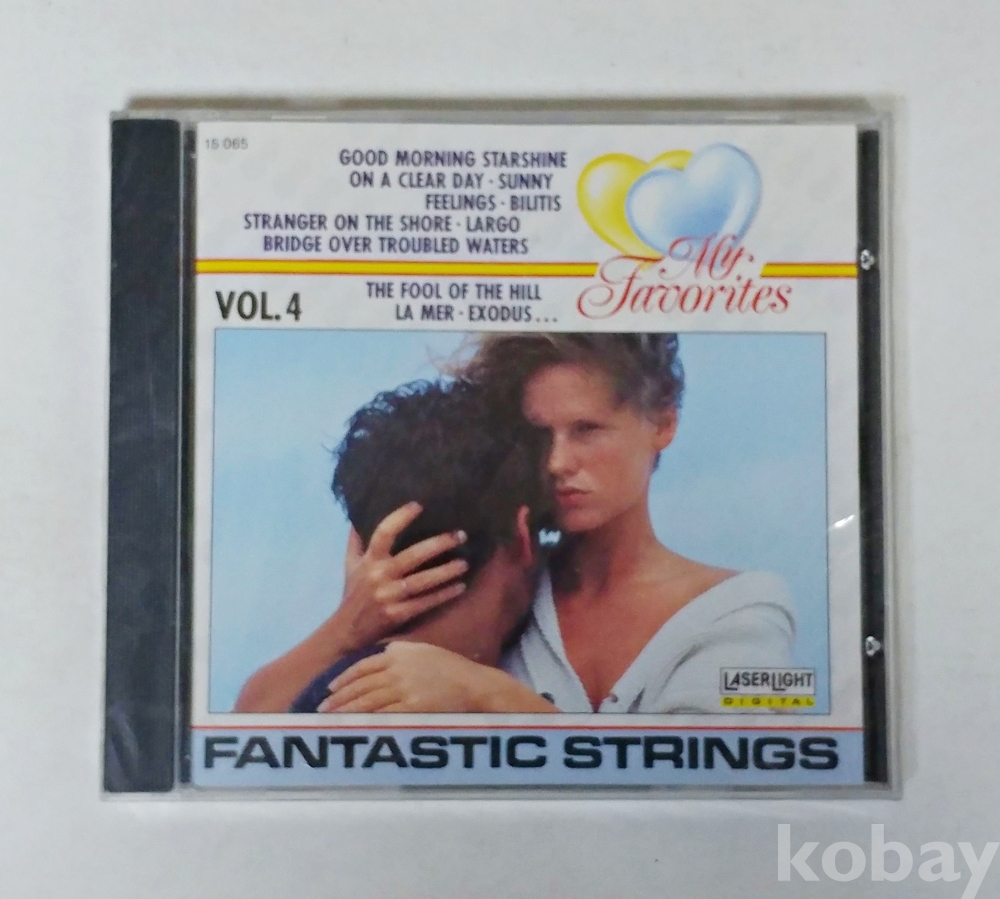 15 065
GOOD MORNING STARSHINE
ON A CLEAR DAY · SUNNY
FEELINGS · BILITIS
STRANGER ON THE SHORE · LARGO
BRIDGE OVER TROUBLED WATERS
My
Favorites
VOL. 4
THE FOOL OF THE HILL
LA MER · EXODUS...
LASERLIGHT
DIGITAL
FANTASTIC STRINGS
kobay